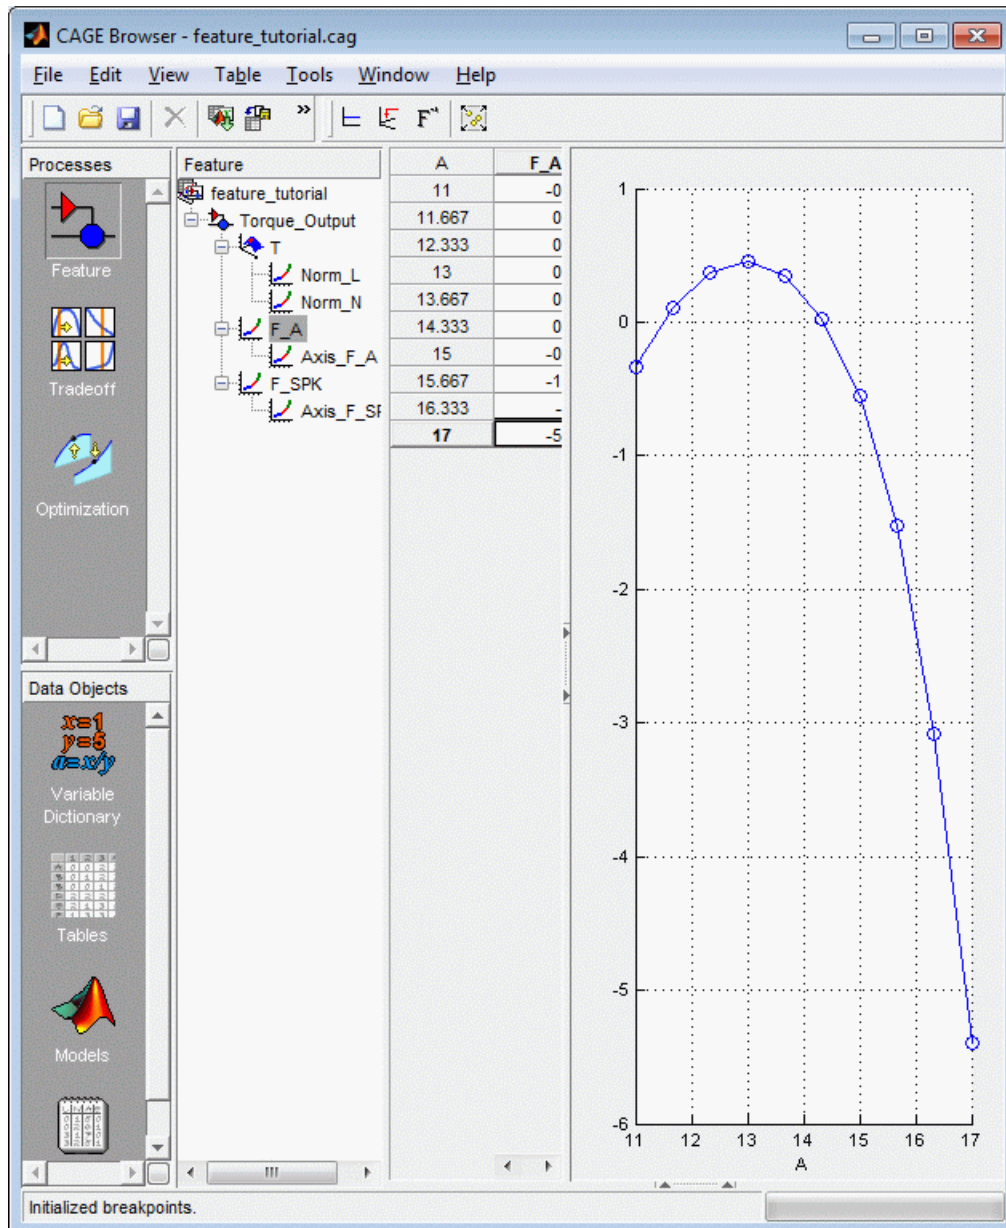 CAGE Browser - feature_tutorial.cag
File Edit View Table Tools Window Help
»
Processes
Feature
Tradeoff
Optimization
Data Objects
x=1
y=5
a=x/y
Variable
Dictionary
Tables
Models
Feature
feature_tutorial
Torque_Output
T
Norm_L
Norm_N
F_A
Axis_F_A
F_SPK
Axis_F_SF
A F_A
11 -0
11.667 0
12.333 0
13 0
13.667 0
14.333 0
15 -0
15.667 -1
16.333 -
17 -5
1
0
-1
-2
-3
-4
-5
-6
11 12 13 14 15 16 17
A
Initialized breakpoints.